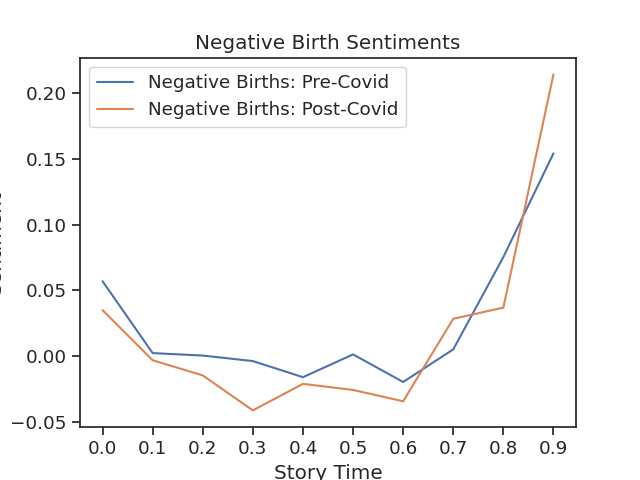 Negative Birth Sentiments
Negative Births: Pre-Covid
Negative Births: Post-Covid
0.20
0.15
0.10
0.05
0.00
−0.05
0.0 0.1 0.2 0.3 0.4 0.5 0.6 0.7 0.8 0.9
Story Time